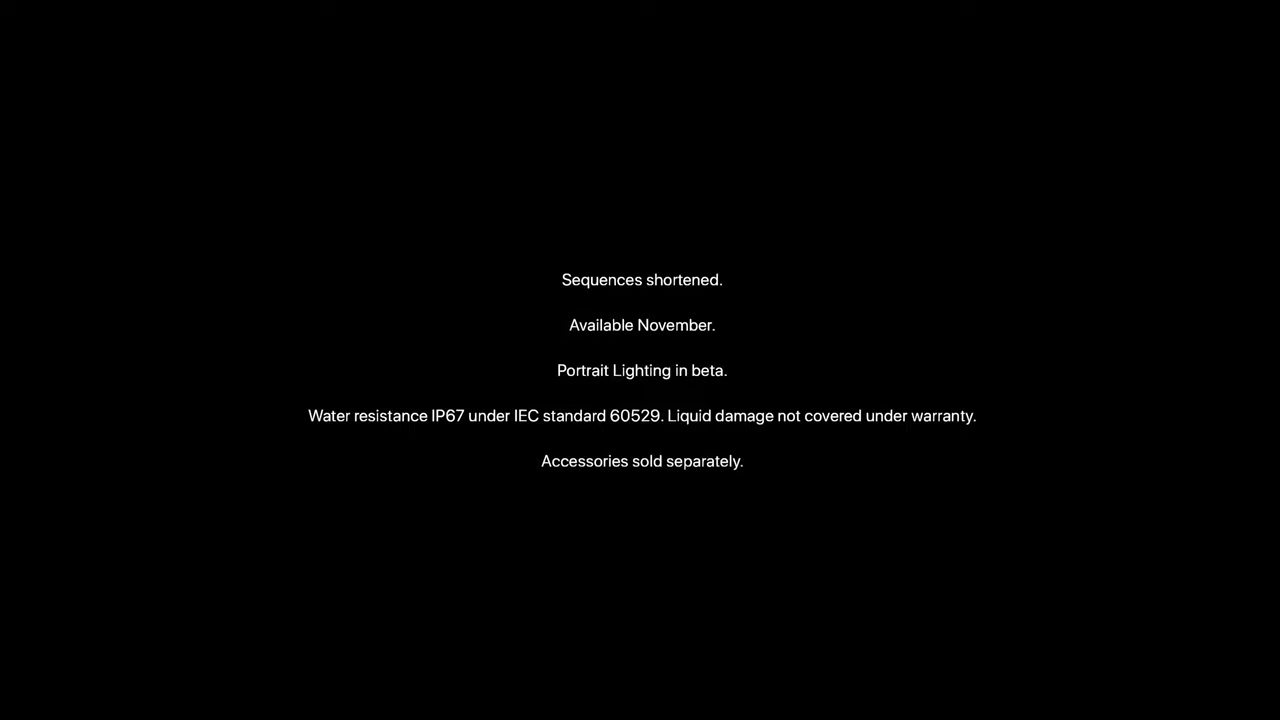 Sequences shortened.
Available November.
Portrait Lighting in beta.
Water resistance IP67 under IEC standard 60529. Liquid damage not covered under warranty.
Accessories sold separately.